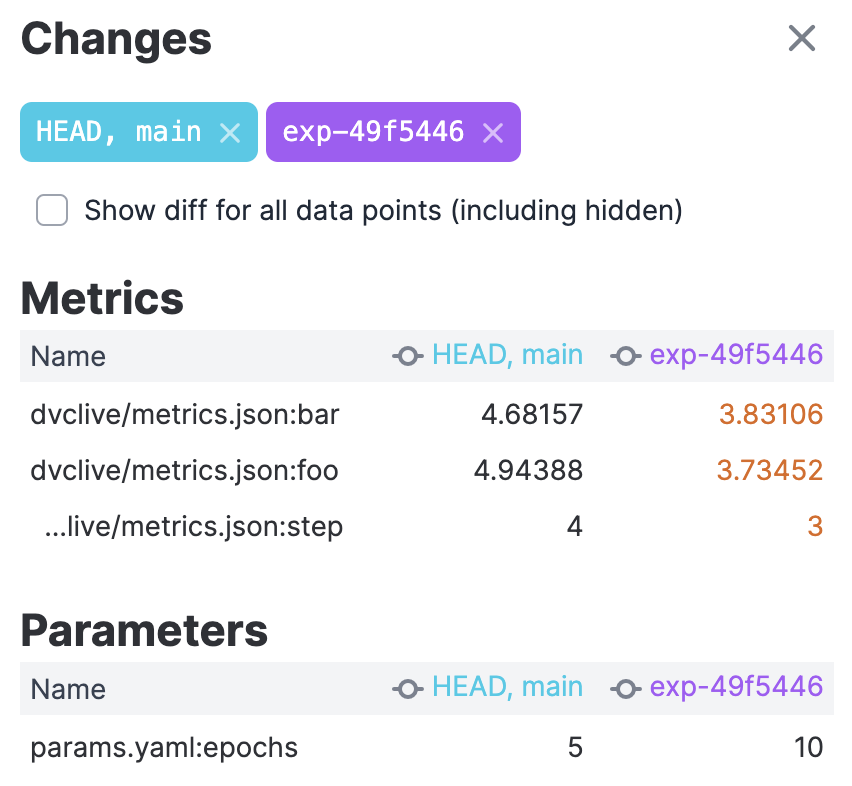 Changes
HEAD, main exp-49f5446
Show diff for all data points (including hidden)
Metrics
Name HEAD, main exp-49f5446
dvclive/metrics.json:bar 4.68157 3.83106
dvclive/metrics.json:foo 4.94388 3.73452
...live/metrics.json:step 4 3
Parameters
Name HEAD, main exp-49f5446
params.yaml:epochs 5 10